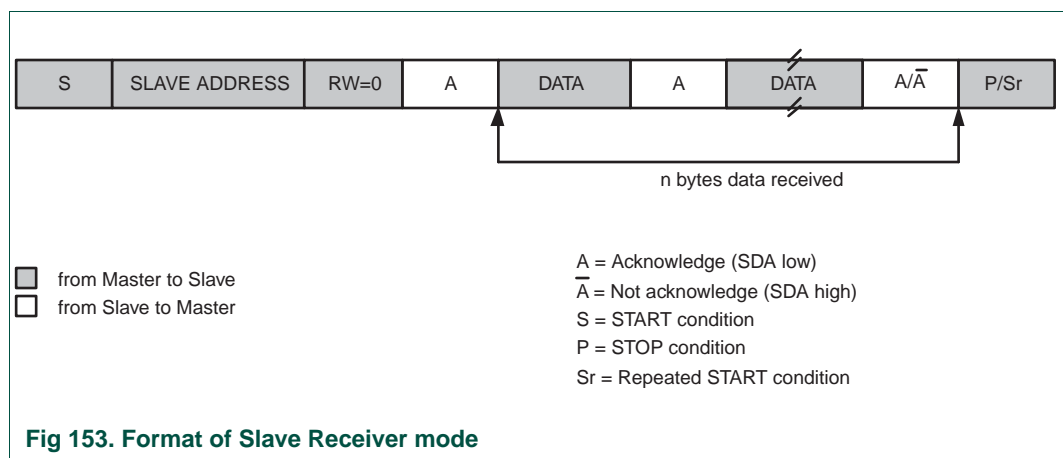 S SLAVE ADDRESS RW=0 A DATA A DATA A/A̅ P/Sr
n bytes data received
from Master to Slave
from Slave to Master
A = Acknowledge (SDA low)
A̅ = Not acknowledge (SDA high)
S = START condition
P = STOP condition
Sr = Repeated START condition
Fig 153. Format of Slave Receiver mode